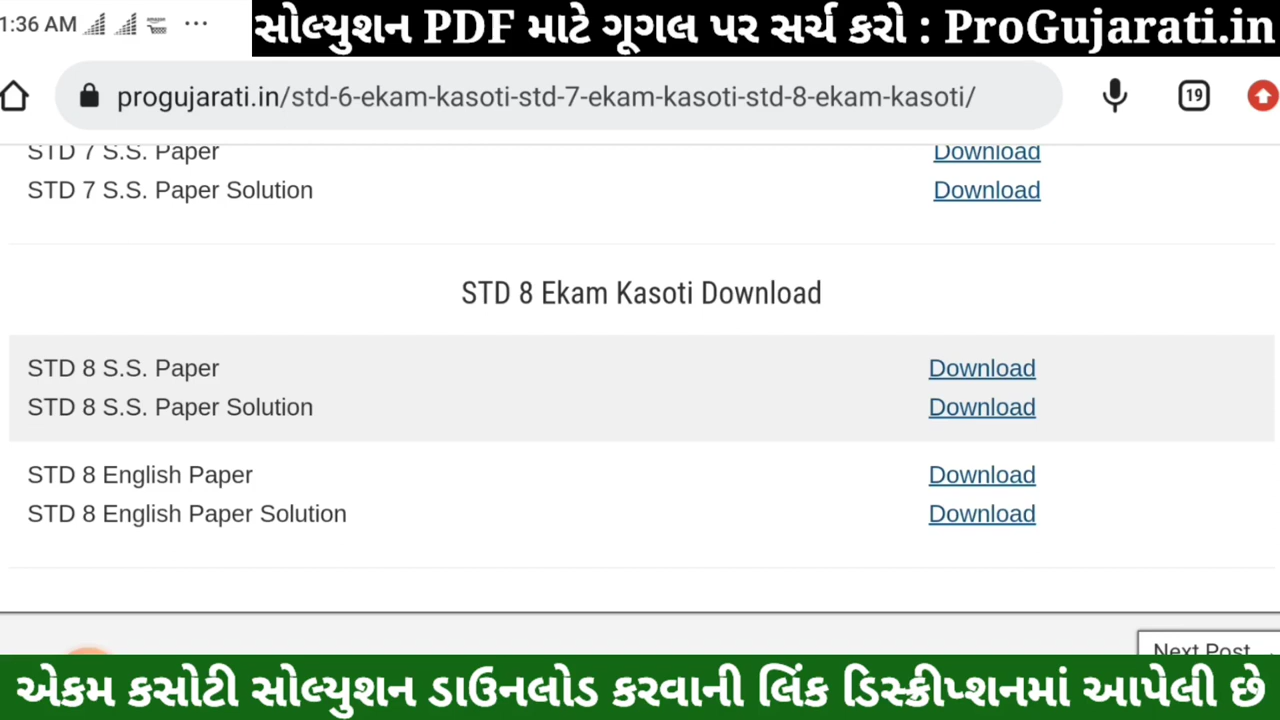 1:36 AM ...
સોલ્યુશન PDF માટે ગૂગલ પર સર્ચ કરો : ProGujarati.in
progujarati.in/std-6-ekam-kasoti-std-7-ekam-kasoti-std-8-ekam-kasoti/
19
STD 7 S.S. Paper Download
STD 7 S.S. Paper Solution Download
STD 8 Ekam Kasoti Download
STD 8 S.S. Paper Download
STD 8 S.S. Paper Solution Download
STD 8 English Paper Download
STD 8 English Paper Solution Download
Next Post
એકમ કસોટી સોલ્યુશન ડાઉનલોડ કરવાની લિંક ડિસ્ક્રીપ્શનમાં આપેલી છે